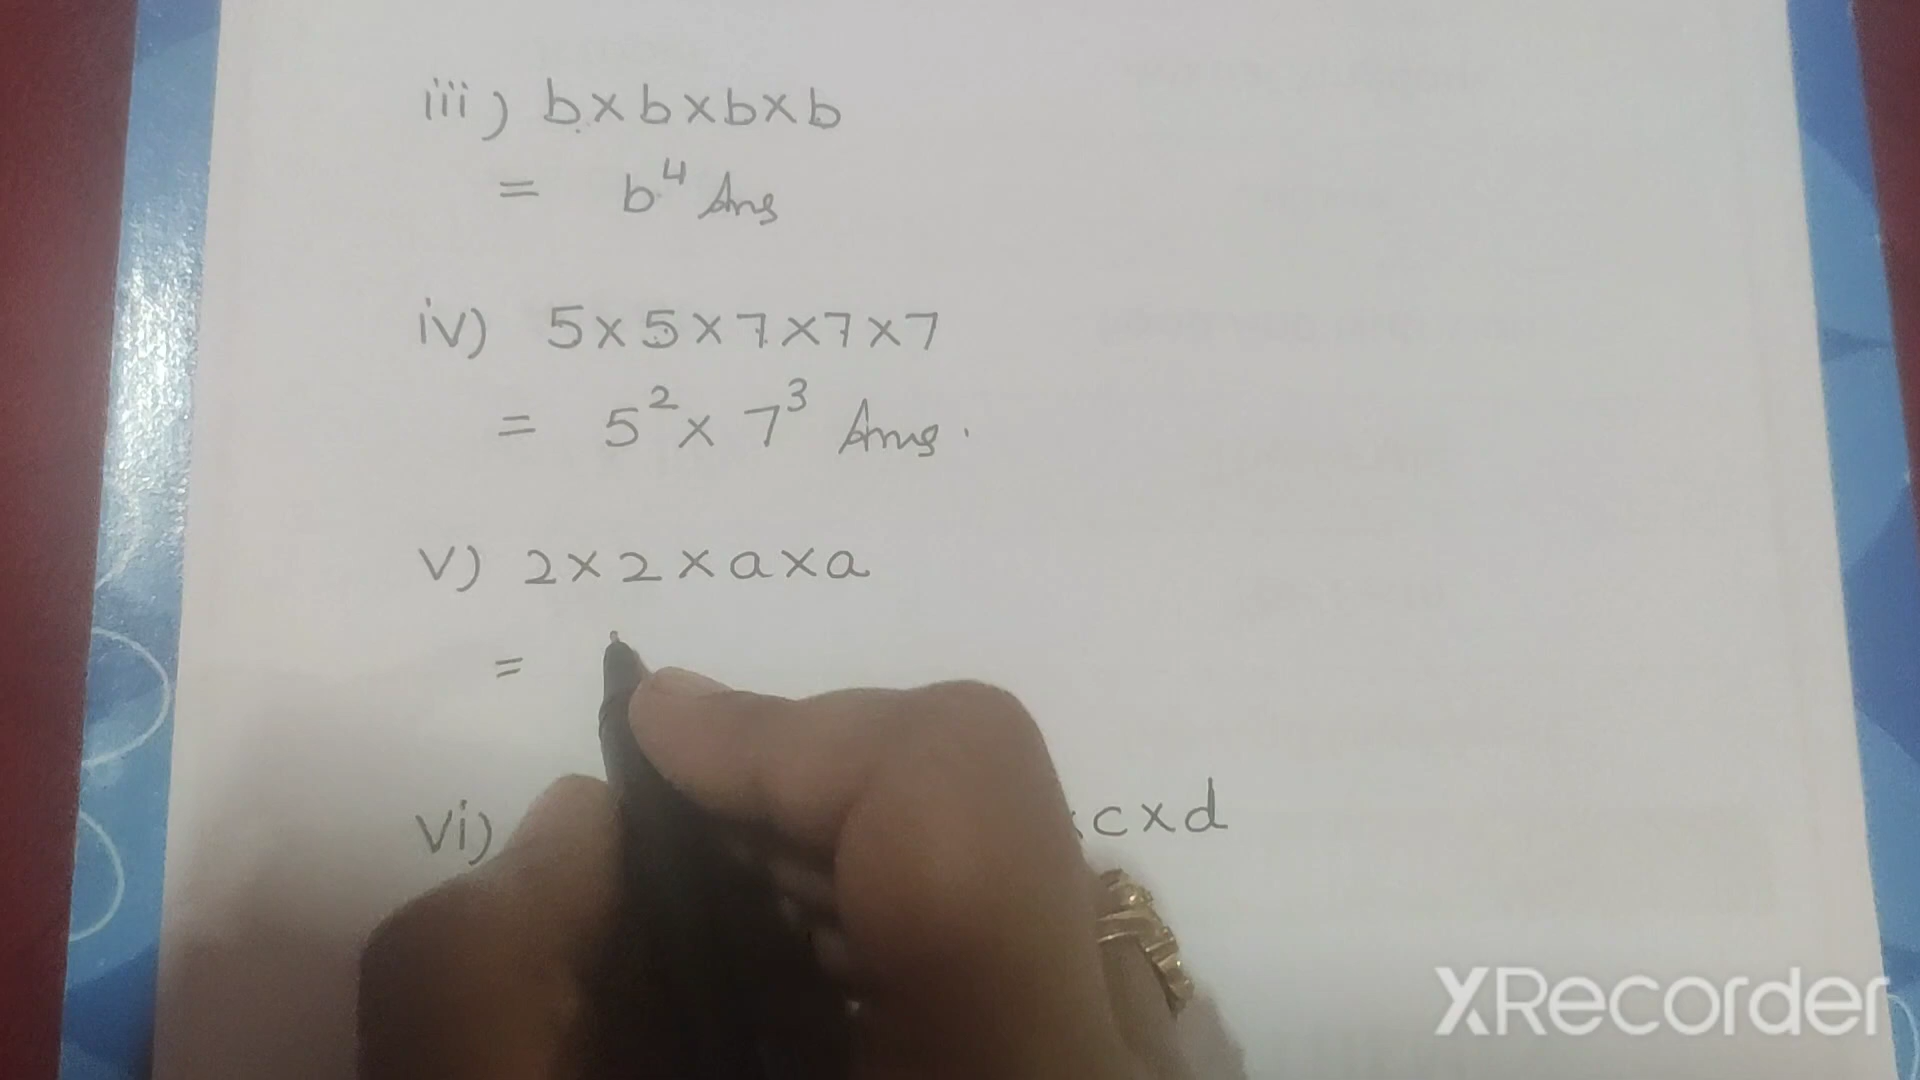 iii) b×b×b×b
= b⁴ Ans
iv) 5×5×7×7×7
= 5² × 7³ Ans.
v) 2×2×a×a
=
vi) c×d
XRecorder